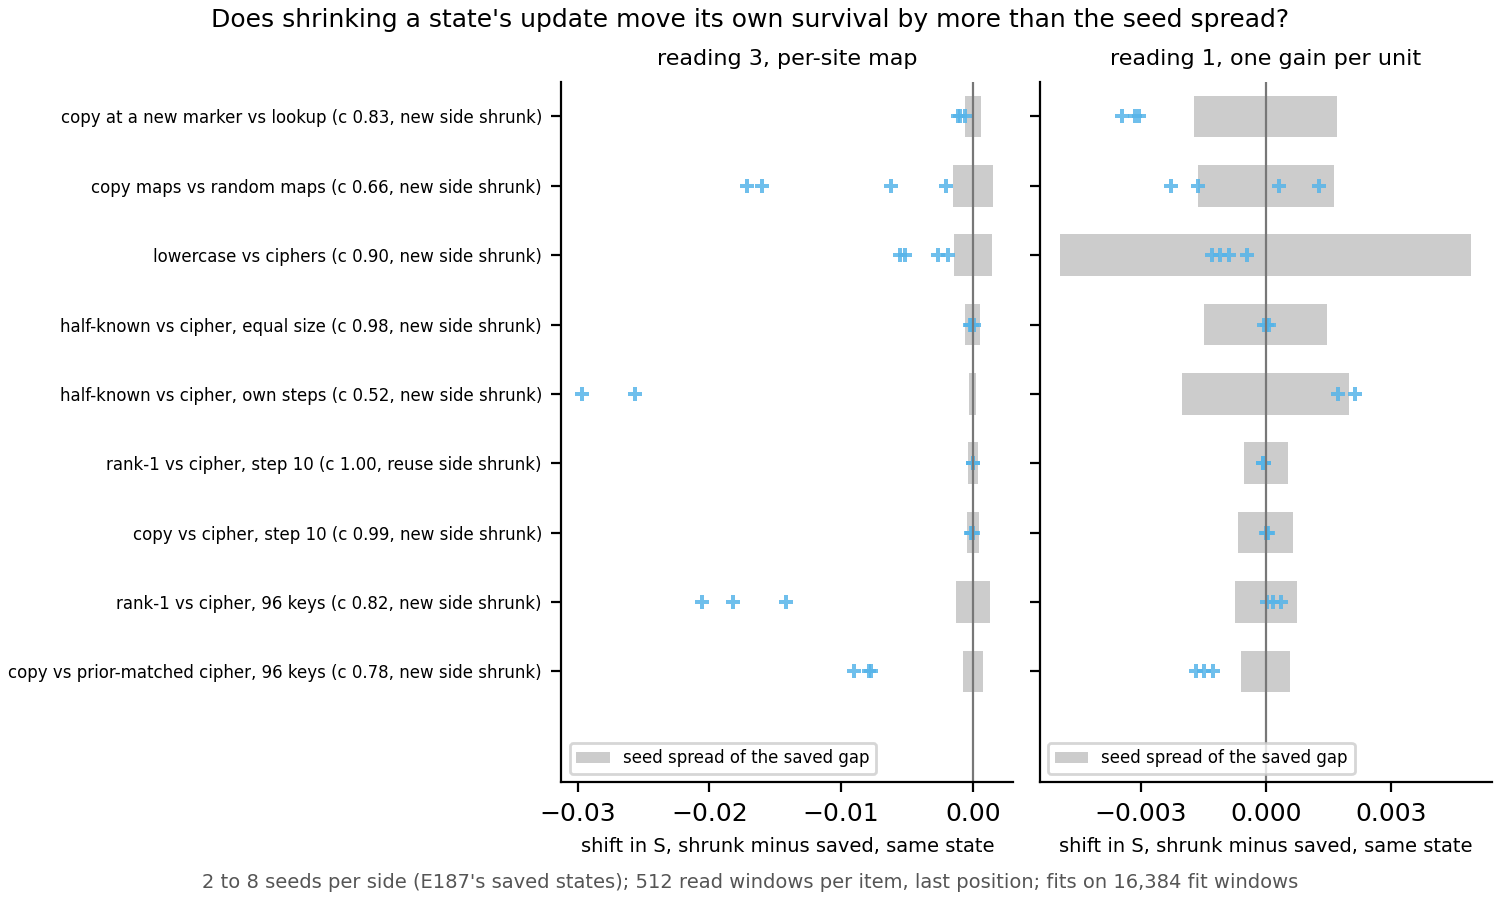 Does shrinking a state's update move its own survival by more than the seed spread?
reading 3, per-site map
reading 1, one gain per unit
copy at a new marker vs lookup (c 0.83, new side shrunk)
copy maps vs random maps (c 0.66, new side shrunk)
lowercase vs ciphers (c 0.90, new side shrunk)
half-known vs cipher, equal size (c 0.98, new side shrunk)
half-known vs cipher, own steps (c 0.52, new side shrunk)
rank-1 vs cipher, step 10 (c 1.00, reuse side shrunk)
copy vs cipher, step 10 (c 0.99, new side shrunk)
rank-1 vs cipher, 96 keys (c 0.82, new side shrunk)
copy vs prior-matched cipher, 96 keys (c 0.78, new side shrunk)
seed spread of the saved gap
seed spread of the saved gap
−0.03 −0.02 −0.01 0.00
−0.003 0.000 0.003
shift in S, shrunk minus saved, same state
shift in S, shrunk minus saved, same state
2 to 8 seeds per side (E187's saved states); 512 read windows per item, last position; fits on 16,384 fit windows